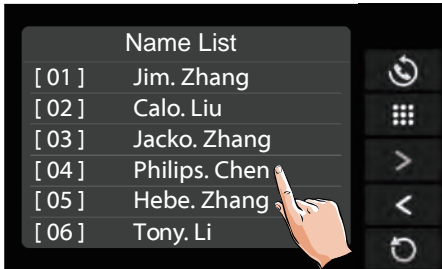 Name List
[ 01 ] Jim. Zhang
[ 02 ] Calo. Liu
[ 03 ] Jacko. Zhang
[ 04 ] Philips. Chen
[ 05 ] Hebe. Zhang
[ 06 ] Tony. Li